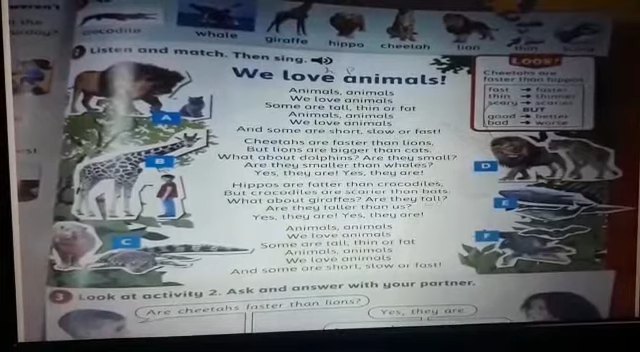 crocodile whale giraffe hippo cheetah lion thin
Listen and match. Then sing.
We love animals!
Animals, animals
We love animals
Some are tall, thin or fat
Animals, animals
We love animals
And some are short, slow or fast!
Cheetahs are faster than lions,
But lions are bigger than cats.
What about dolphins? Are they small?
Are they smaller than whales?
Yes, they are! Yes, they are!
Hippos are fatter than crocodiles,
But crocodiles are scarier than bats.
What about giraffes? Are they tall?
Are they taller than us?
Yes, they are! Yes, they are!
Animals, animals
We love animals
Some are tall, thin or fat
Animals, animals
We love animals
And some are short, slow or fast!
LOOK!
Cheetahs are
faster than hippos
fast → faster
thin → thinner
scary → scarier
BUT
good → better
bad → worse
A
B
C
D
E
F
3 Look at activity 2. Ask and answer with your partner.
Are cheetahs faster than lions?
Yes, they are